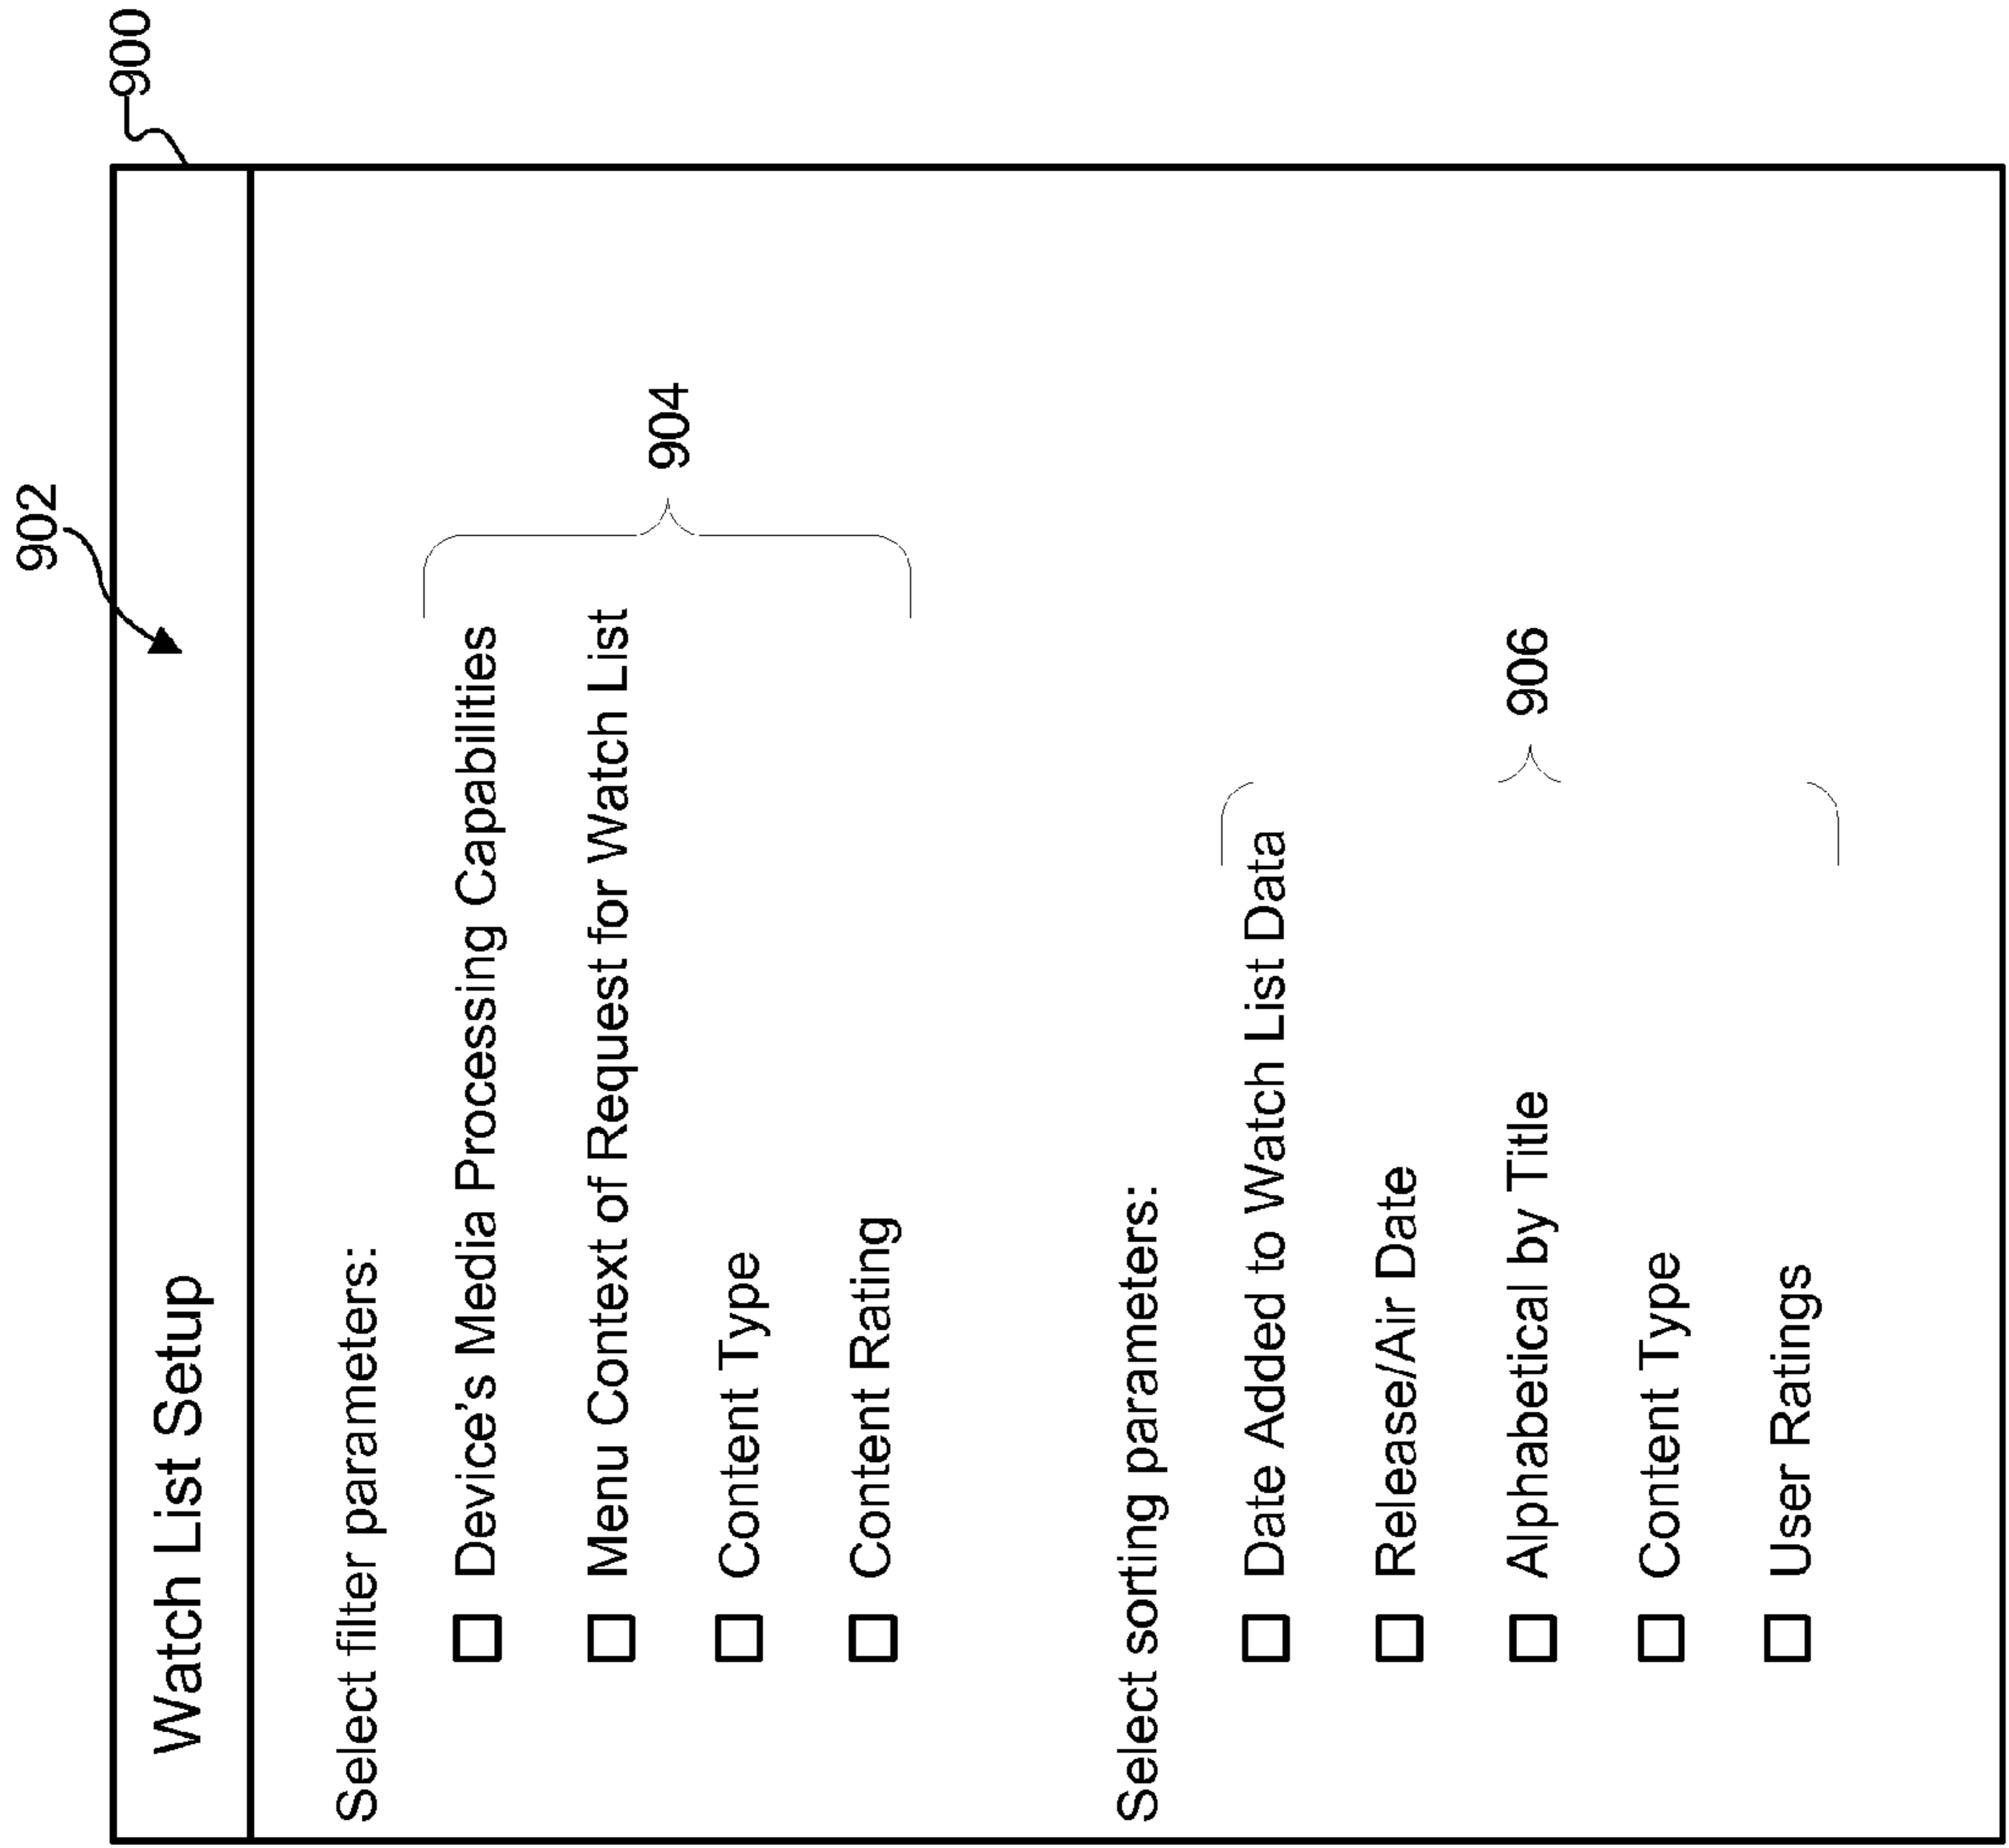 902
900
Watch List Setup
Select filter parameters:
Device's Media Processing Capabilities
Menu Context of Request for Watch List
Content Type
Content Rating
904
Select sorting parameters:
Date Added to Watch List Data
Release/Air Date
Alphabetical by Title
Content Type
User Ratings
906